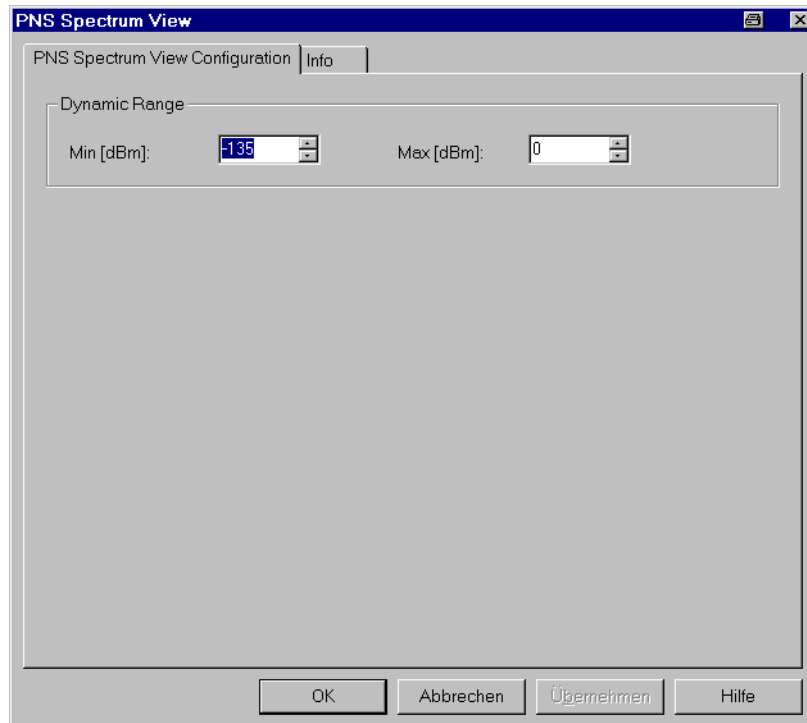 PNS Spectrum View
PNS Spectrum View Configuration Info
Dynamic Range
Min [dBm]: -135 Max [dBm]: 0
OK Abbrechen Übernehmen Hilfe